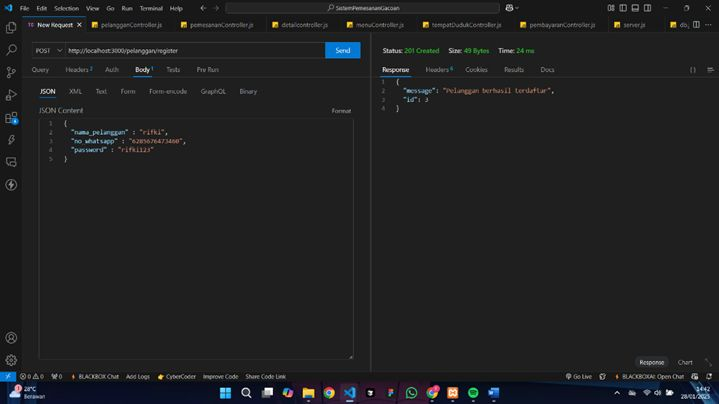 File Edit Selection View Go Run Terminal Help
SistemPemesananGacoan
New Request
pelangganController.js
pemesananController.js
detailcontroller.js
menuController.js
tempatDudukController.js
pembayaranController.js
server.js
POST http://localhost:3000/pelanggan/register Send
Query Headers 2 Auth Body 1 Tests Pre Run
JSON XML Text Form Form-encode GraphQL Binary
JSON Content Format
1 {
2 "nama_pelanggan" : "rifki",
3 "no_whatsapp" : "6285676473460",
4 "password" : "rifki123"
5 }
Status: 201 Created Size: 49 Bytes Time: 24 ms
Response Headers 6 Cookies Results Docs { }
1 {
2 "message": "Pelanggan berhasil terdaftar",
3 "id": 3
4 }
Response Chart
0 0 0 BLACKBOX Chat Add Logs CyberCoder Improve Code Share Code Link Go Live BLACKBOXAI: Open Chat
28°C
Berawan
14:42
28/01/2025